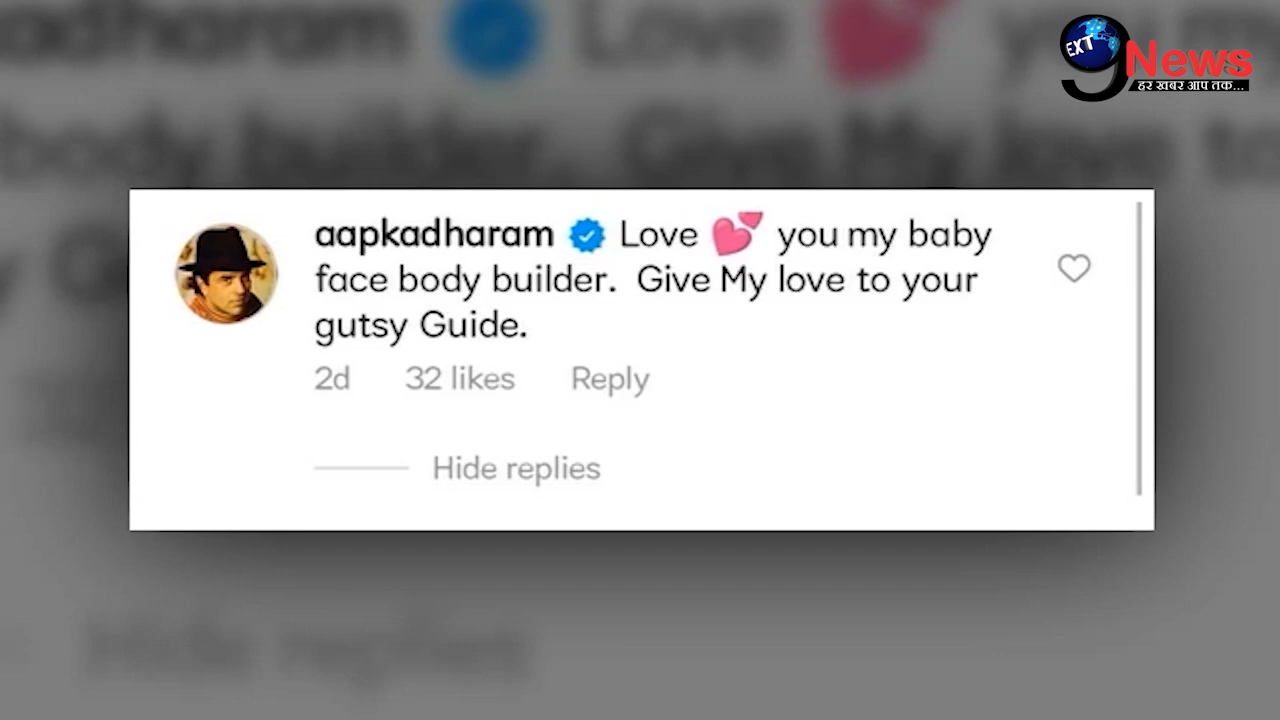 EXT
9 News
हर खबर आप तक...
aapkadharam Love 💕 you my baby
face body builder. Give My love to your
gutsy Guide.
2d 32 likes Reply
Hide replies